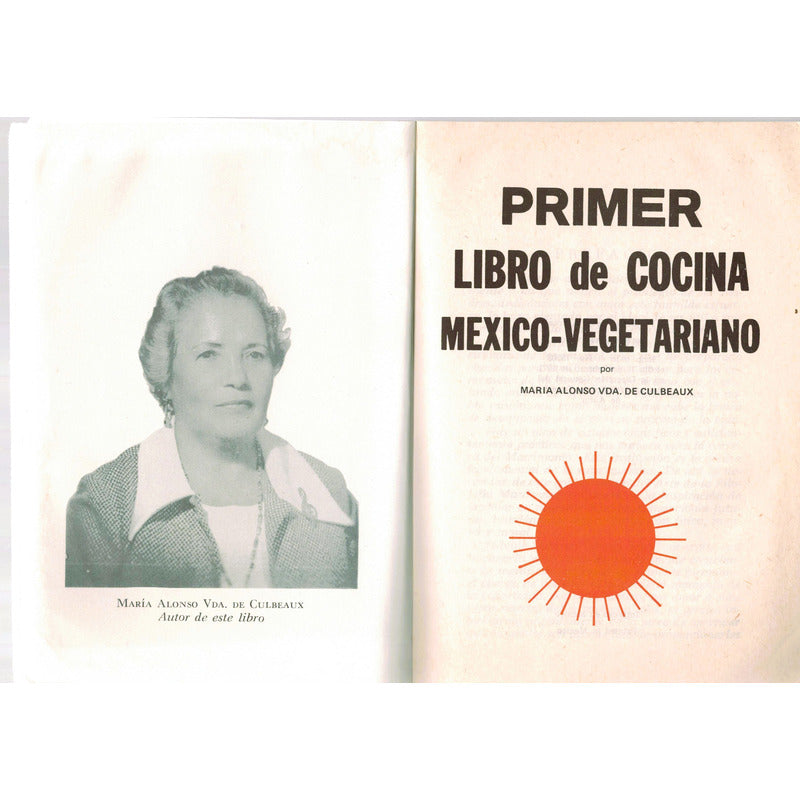 MARÍA ALONSO VDA. DE CULBEAUX
Autor de este libro
PRIMER
LIBRO de COCINA
MEXICO-VEGETARIANO
por
MARIA ALONSO VDA. DE CULBEAUX